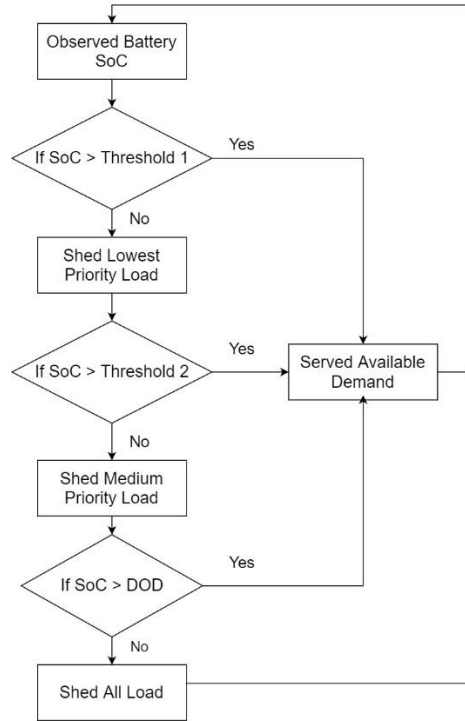 Observed Battery
SoC
If SoC > Threshold 1
Yes
No
Shed Lowest
Priority Load
If SoC > Threshold 2
Yes
Served Available
Demand
No
Shed Medium
Priority Load
If SoC > DOD
Yes
No
Shed All Load